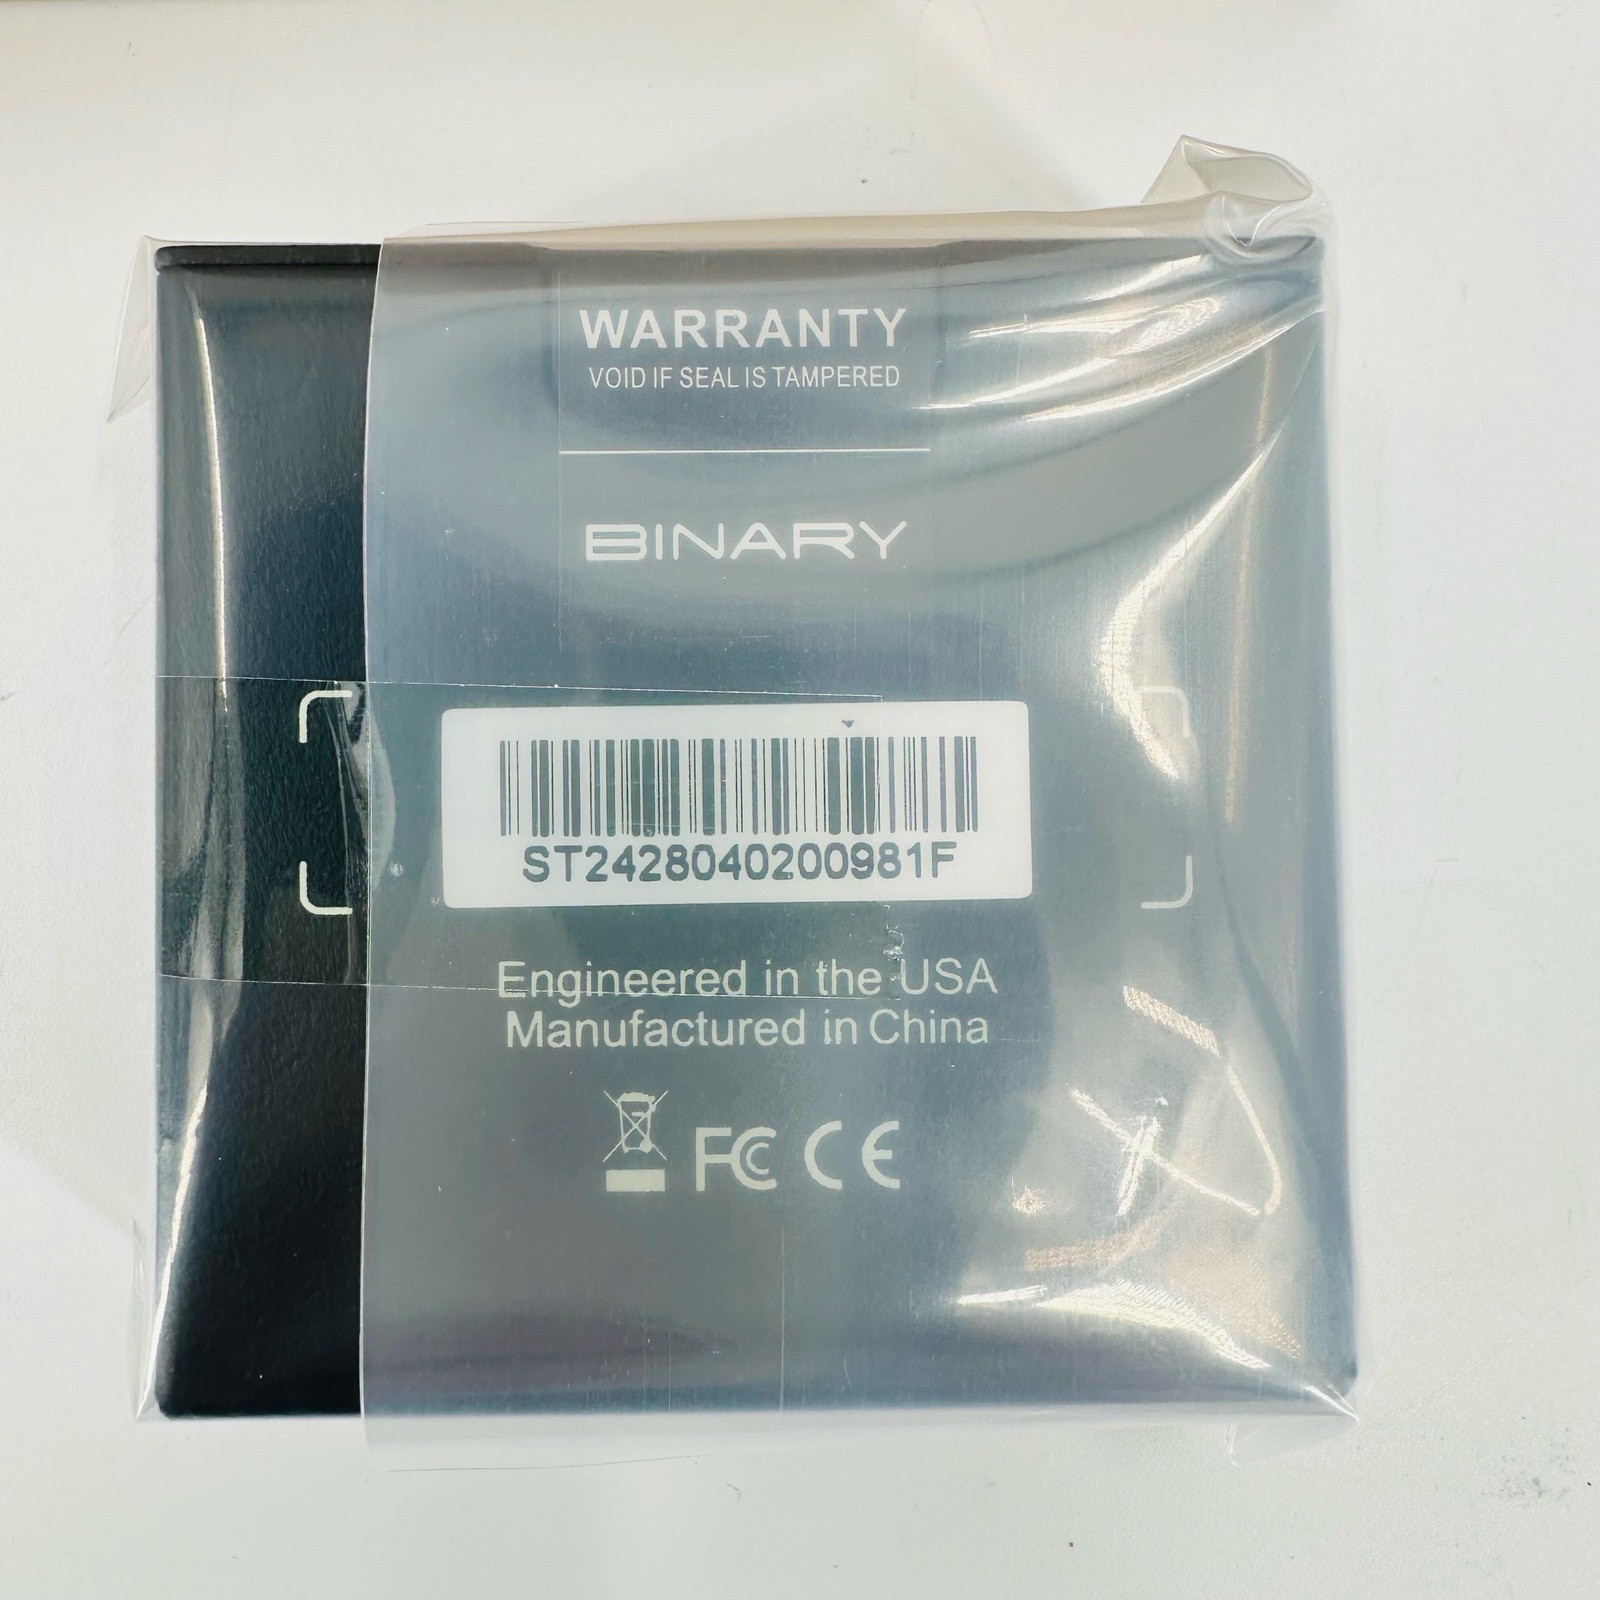 WARRANTY
VOID IF SEAL IS TAMPERED
BINARY
ST2428040200981F
Engineered in the USA
Manufactured in China
FC CE